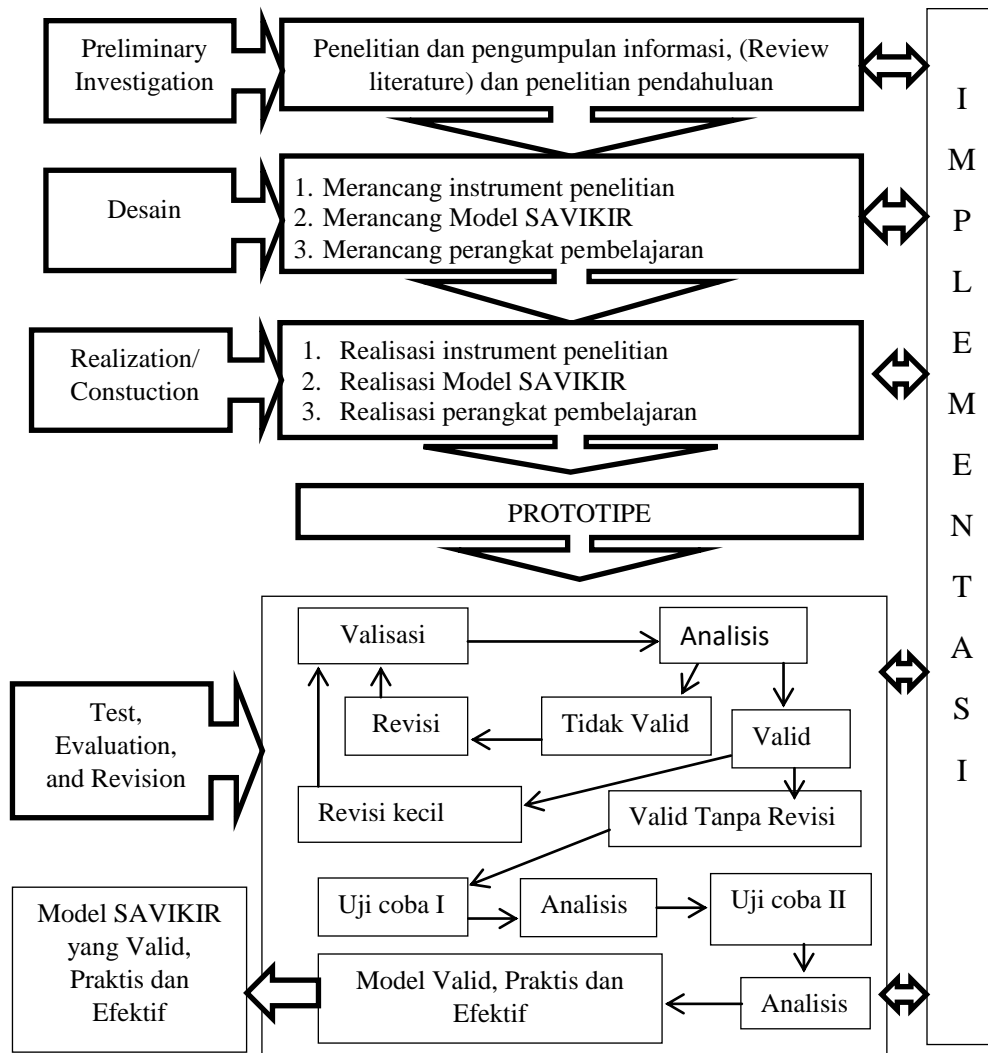 Preliminary
Investigation
Penelitian dan pengumpulan informasi, (Review
literature) dan penelitian pendahuluan
Desain
1. Merancang instrument penelitian
2. Merancang Model SAVIKIR
3. Merancang perangkat pembelajaran
Realization/
Constuction
1. Realisasi instrument penelitian
2. Realisasi Model SAVIKIR
3. Realisasi perangkat pembelajaran
PROTOTIPE
Test,
Evaluation,
and Revision
Valisasi
Analisis
Revisi
Tidak Valid
Valid
Revisi kecil
Valid Tanpa Revisi
Uji coba I
Analisis
Uji coba II
Analisis
Model Valid, Praktis dan
Efektif
Model SAVIKIR
yang Valid,
Praktis dan
Efektif
I
M
P
L
E
M
E
N
T
A
S
I